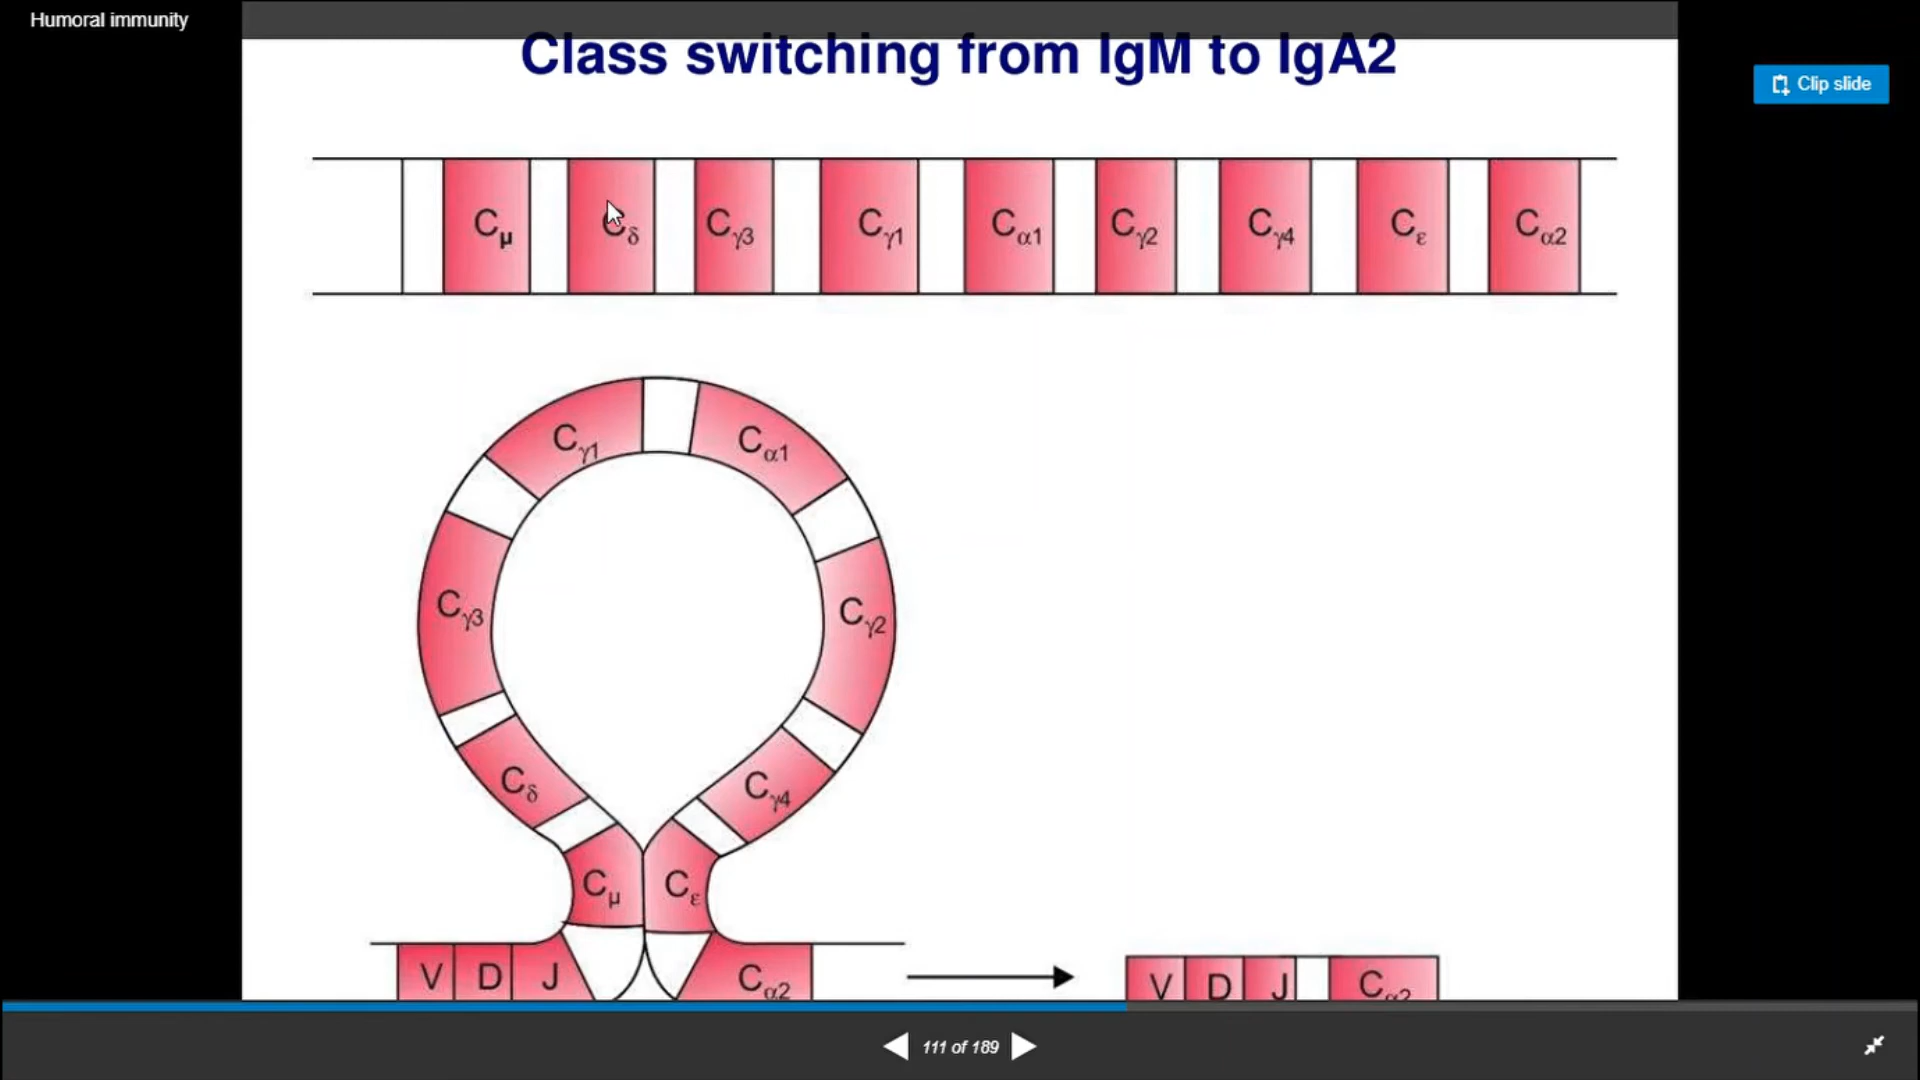 Humoral immunity
Class switching from IgM to IgA2
Clip slide
Cμ Cδ Cγ3 Cγ1 Cα1 Cγ2 Cγ4 Cε Cα2
Cγ1 Cα1
Cγ3 Cγ2
Cδ Cγ4
Cμ Cε
V D J Cα2 V D J Cα2
111 of 189